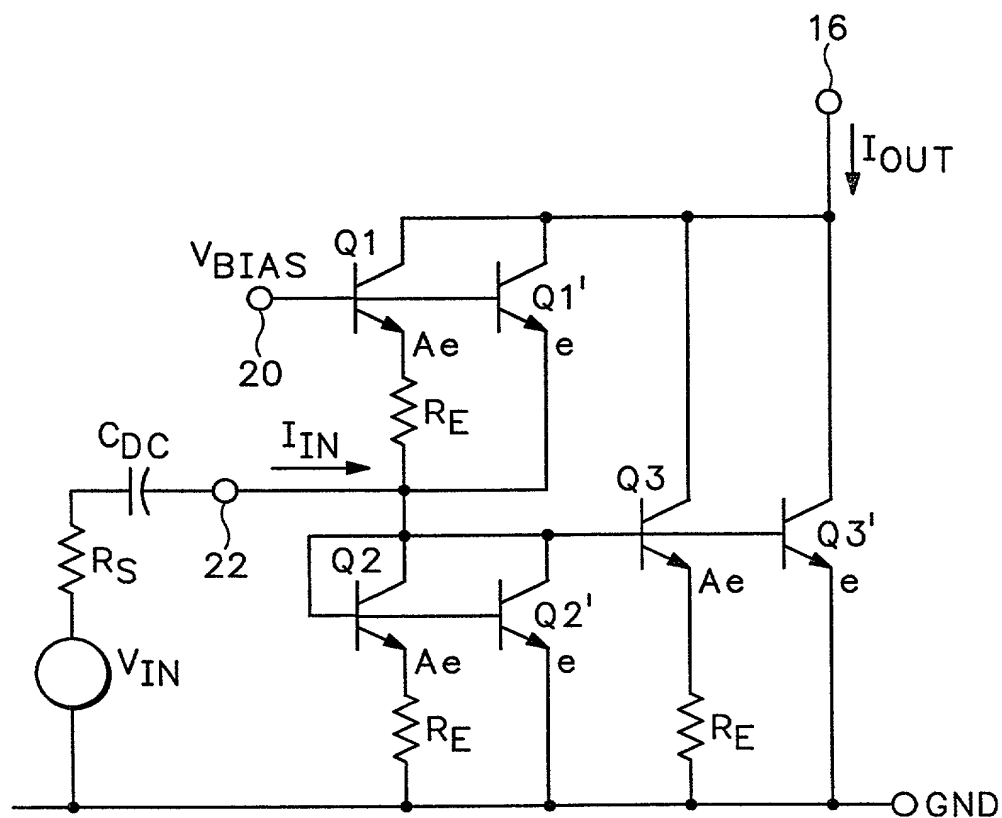 16
IOUT
Q1
VBIAS
Q1'
20
Ae
e
RE
CDC
IIN
Q3
Q3'
RS
22
Q2
Q2'
Ae
e
VIN
Ae
e
RE
RE
GND